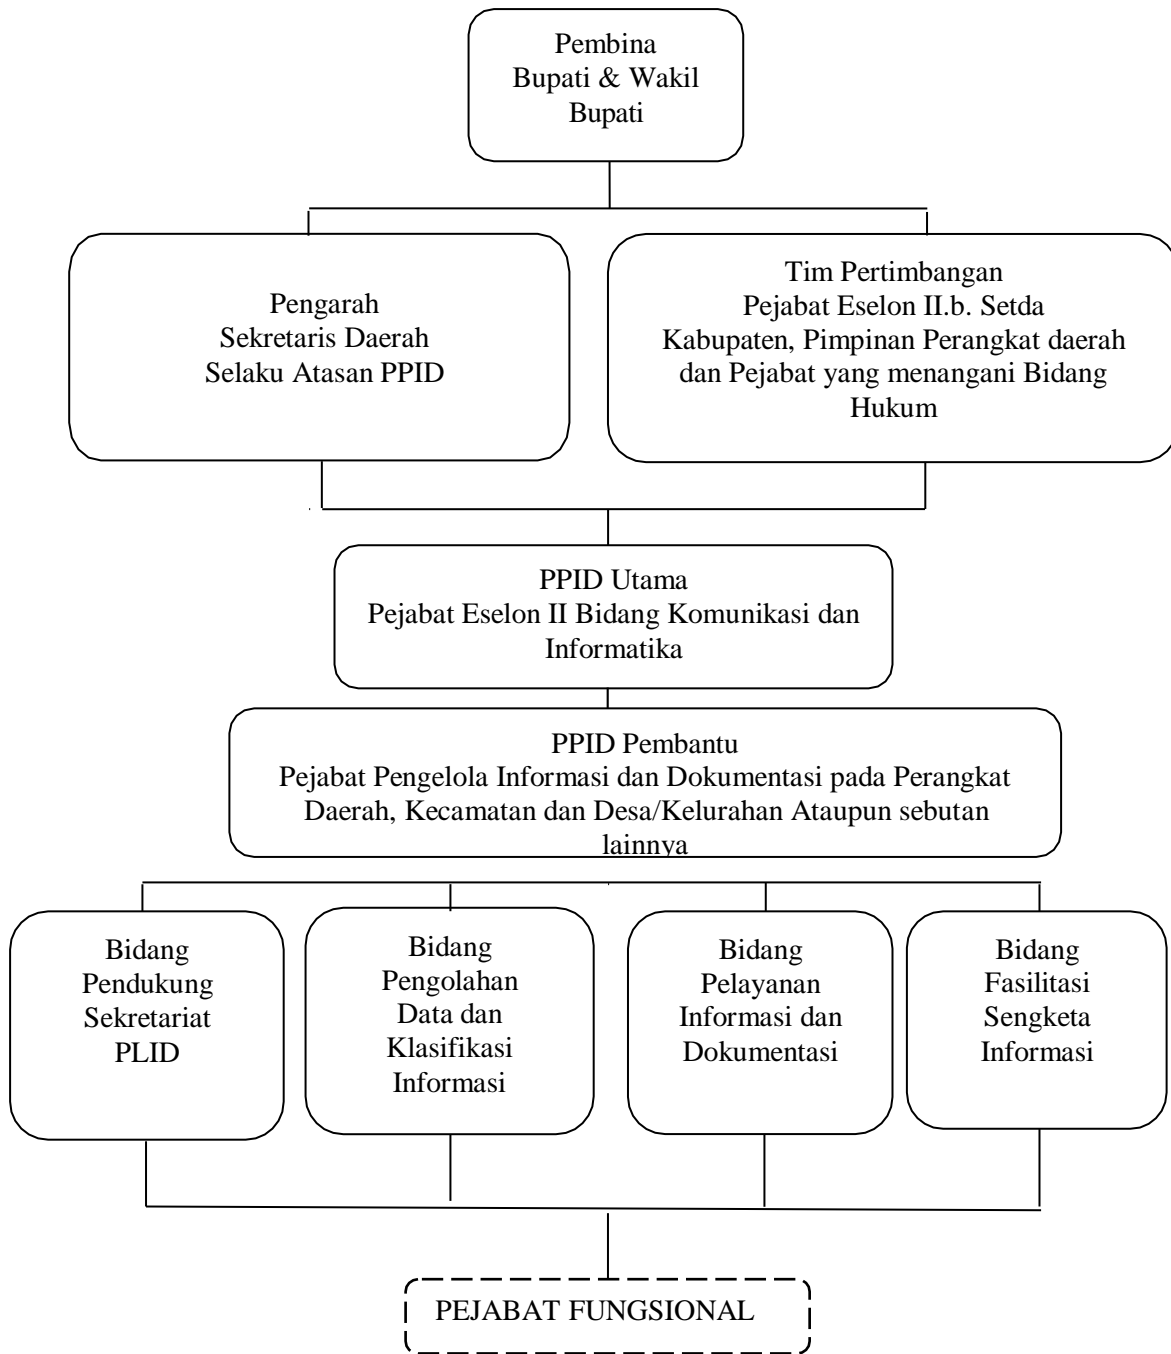 Pembina
Bupati & Wakil
Bupati
Pengarah
Sekretaris Daerah
Selaku Atasan PPID
Tim Pertimbangan
Pejabat Eselon II.b. Setda
Kabupaten, Pimpinan Perangkat daerah
dan Pejabat yang menangani Bidang
Hukum
PPID Utama
Pejabat Eselon II Bidang Komunikasi dan
Informatika
PPID Pembantu
Pejabat Pengelola Informasi dan Dokumentasi pada Perangkat
Daerah, Kecamatan dan Desa/Kelurahan Ataupun sebutan
lainnya
Bidang
Pendukung
Sekretariat
PLID
Bidang
Pengolahan
Data dan
Klasifikasi
Informasi
Bidang
Pelayanan
Informasi dan
Dokumentasi
Bidang
Fasilitasi
Sengketa
Informasi
PEJABAT FUNGSIONAL